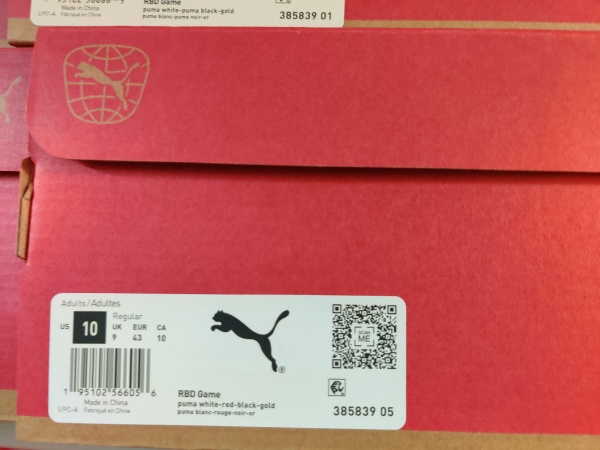 RBD Game
Made in China
puma white-puma black-gold
UPC-A Fabriqué en Chine
puma blanc-puma noir-or
385839 01
Adults/Adultes
Regular
US 10 UK EUR CA
9 43 10
SCAN
ME
1 95102 56605 6
Made in China
UPC-A Fabriqué en Chine
RBD Game
puma white-red-black-gold
puma blanc-rouge-noir-or
385839 05